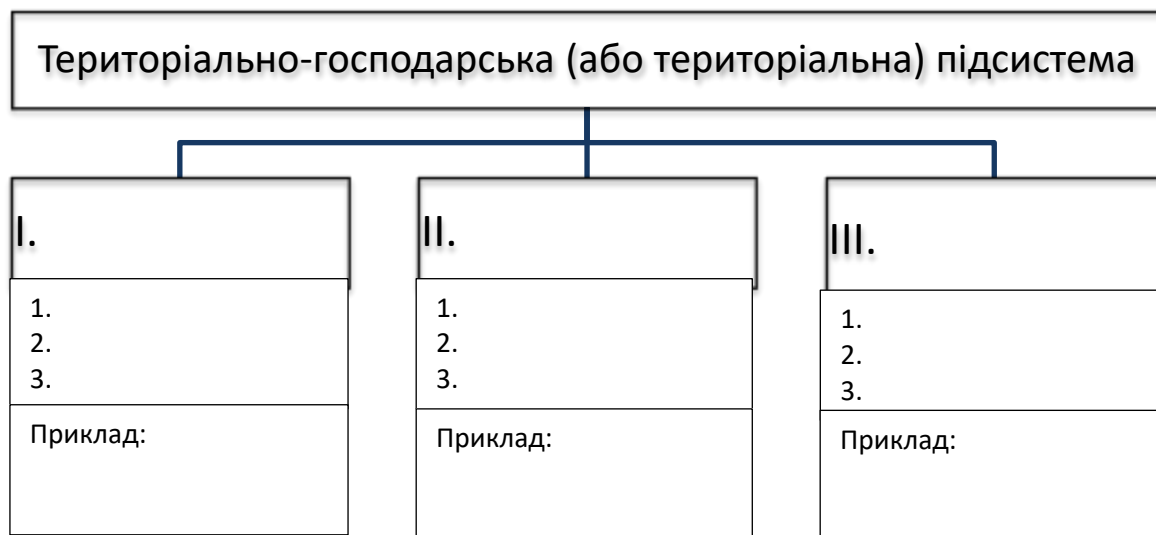 Територіально-господарська (або територіальна) підсистема
I.
1.
2.
3.
Приклад:
II.
1.
2.
3.
Приклад:
III.
1.
2.
3.
Приклад: